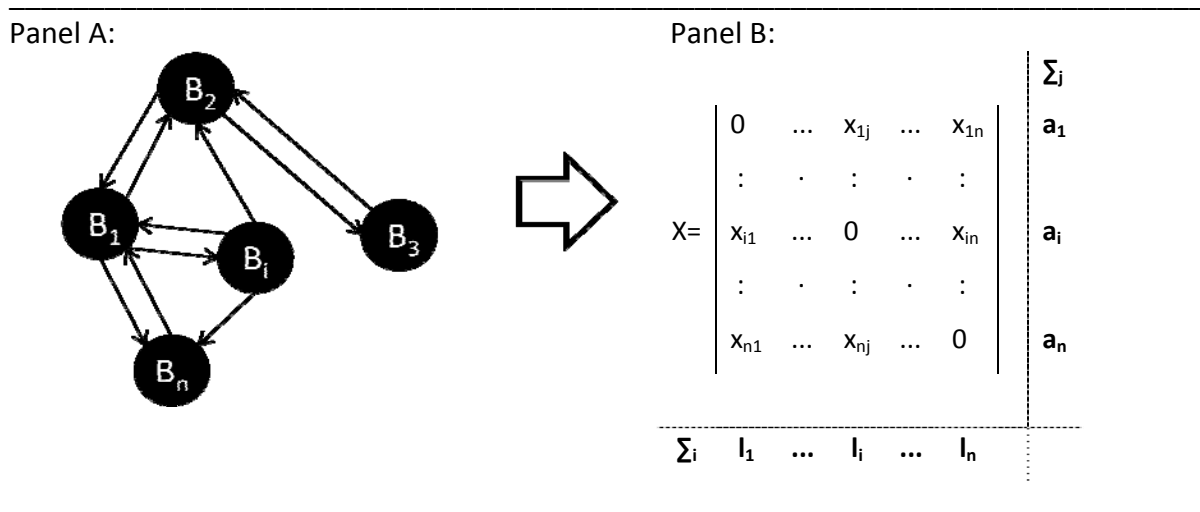 Panel A:
B2
B1
Bi
B3
Bn
Panel B:
∑j
0 ... x1j ... x1n a1
: . : . :
X= xi1 ... 0 ... xin ai
: . : . :
xn1 ... xnj ... 0 an
∑i l1 ... li ... ln